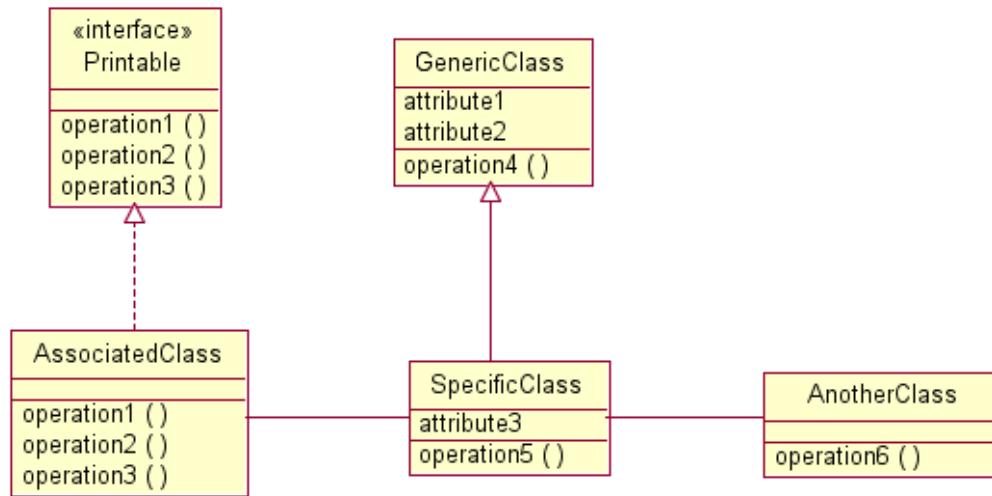 «interface»
Printable
operation1 ( )
operation2 ( )
operation3 ( )
GenericClass
attribute1
attribute2
operation4 ( )
AssociatedClass
operation1 ( )
operation2 ( )
operation3 ( )
SpecificClass
attribute3
operation5 ( )
AnotherClass
operation6 ( )